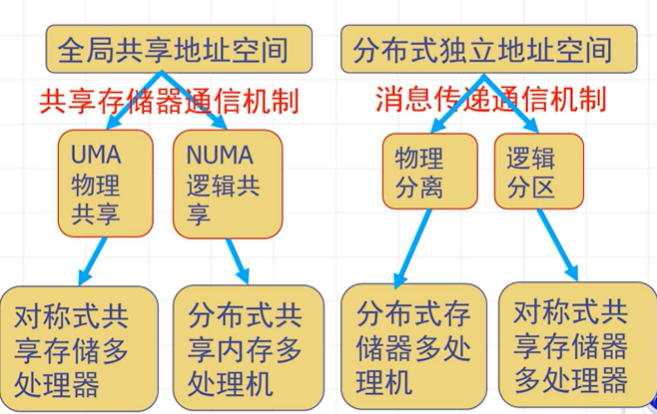 全局共享地址空间
分布式独立地址空间
共享存储器通信机制
消息传递通信机制
UMA
物理
共享
NUMA
逻辑共
享
物理
分离
逻辑
分区
对称式共
享存储多
处理器
分布式共
享内存多
处理机
分布式存
储器多处
理机
对称式共
享存储器
多处理器